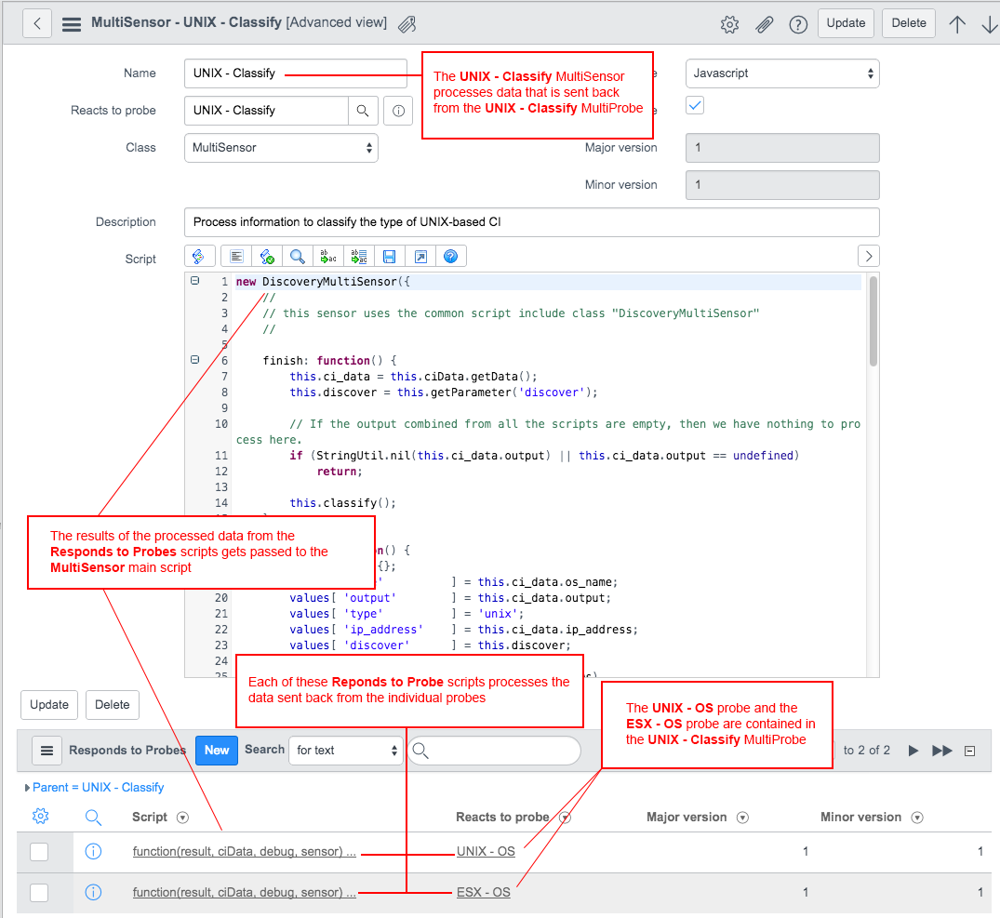 MultiSensor - UNIX - Classify [Advanced view]
Update
Delete
Name
UNIX - Classify
The UNIX - Classify MultiSensor
processes data that is sent back
from the UNIX - Classify MultiProbe
e
Javascript
Reacts to probe
UNIX - Classify
e
Class
MultiSensor
Major version
1
Minor version
1
Description
Process information to classify the type of UNIX-based CI
Script
1 new DiscoveryMultiSensor({
2 //
3 // this sensor uses the common script include class "DiscoveryMultiSensor"
4 //
5
6 finish: function() {
7 this.ci_data = this.ciData.getData();
8 this.discover = this.getParameter('discover');
9
10 // If the output combined from all the scripts are empty, then we have nothing to pro
cess here.
11 if (StringUtil.nil(this.ci_data.output) || this.ci_data.output == undefined)
12 return;
13
14 this.classify();
The results of the processed data from the
Responds to Probes scripts gets passed to the
MultiSensor main script
on() {
{};
' ] = this.ci_data.os_name;
20 values[ 'output' ] = this.ci_data.output;
21 values[ 'type' ] = 'unix';
22 values[ 'ip_address' ] = this.ci_data.ip_address;
23 values[ 'discover' ] = this.discover;
24
25
Each of these Reponds to Probe scripts processes the
data sent back from the individual probes
The UNIX - OS probe and the
ESX - OS probe are contained in
the UNIX - Classify MultiProbe
Update
Delete
Responds to Probes
New
Search
for text
to 2 of 2
Parent = UNIX - Classify
Script
Reacts to probe
Major version
Minor version
function(result, ciData, debug, sensor) ...
UNIX - OS
1
1
function(result, ciData, debug, sensor) ...
ESX - OS
1
1